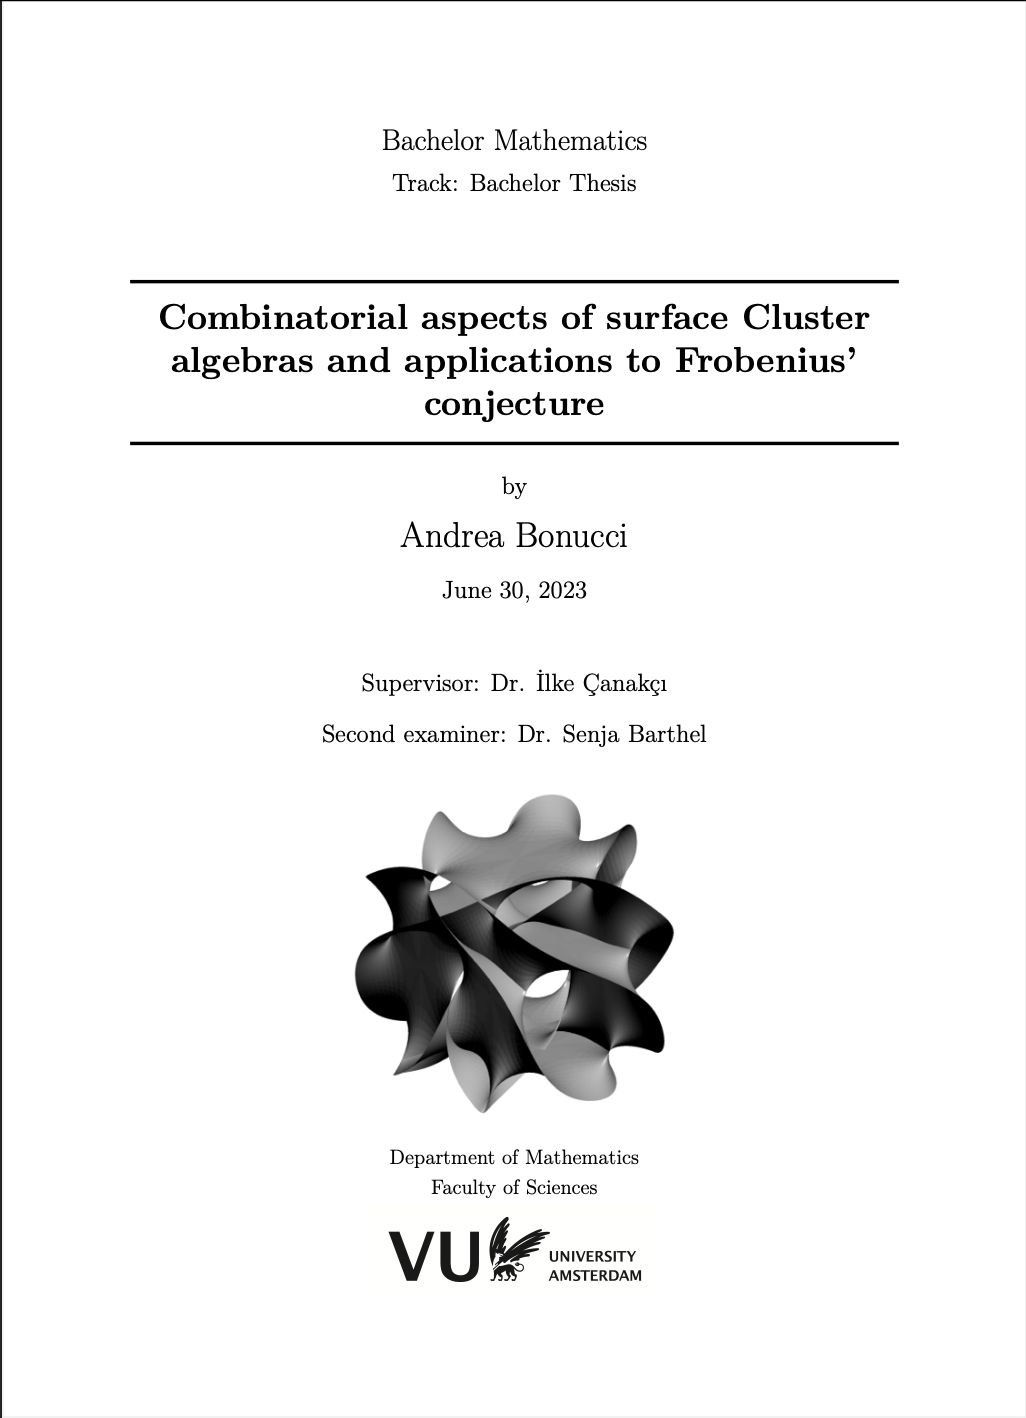 Bachelor Mathematics
Track: Bachelor Thesis
Combinatorial aspects of surface Cluster
algebras and applications to Frobenius’
conjecture
by
Andrea Bonucci
June 30, 2023
Supervisor: Dr. İlke Çanakçı
Second examiner: Dr. Senja Barthel
Department of Mathematics
Faculty of Sciences
VU UNIVERSITY
AMSTERDAM